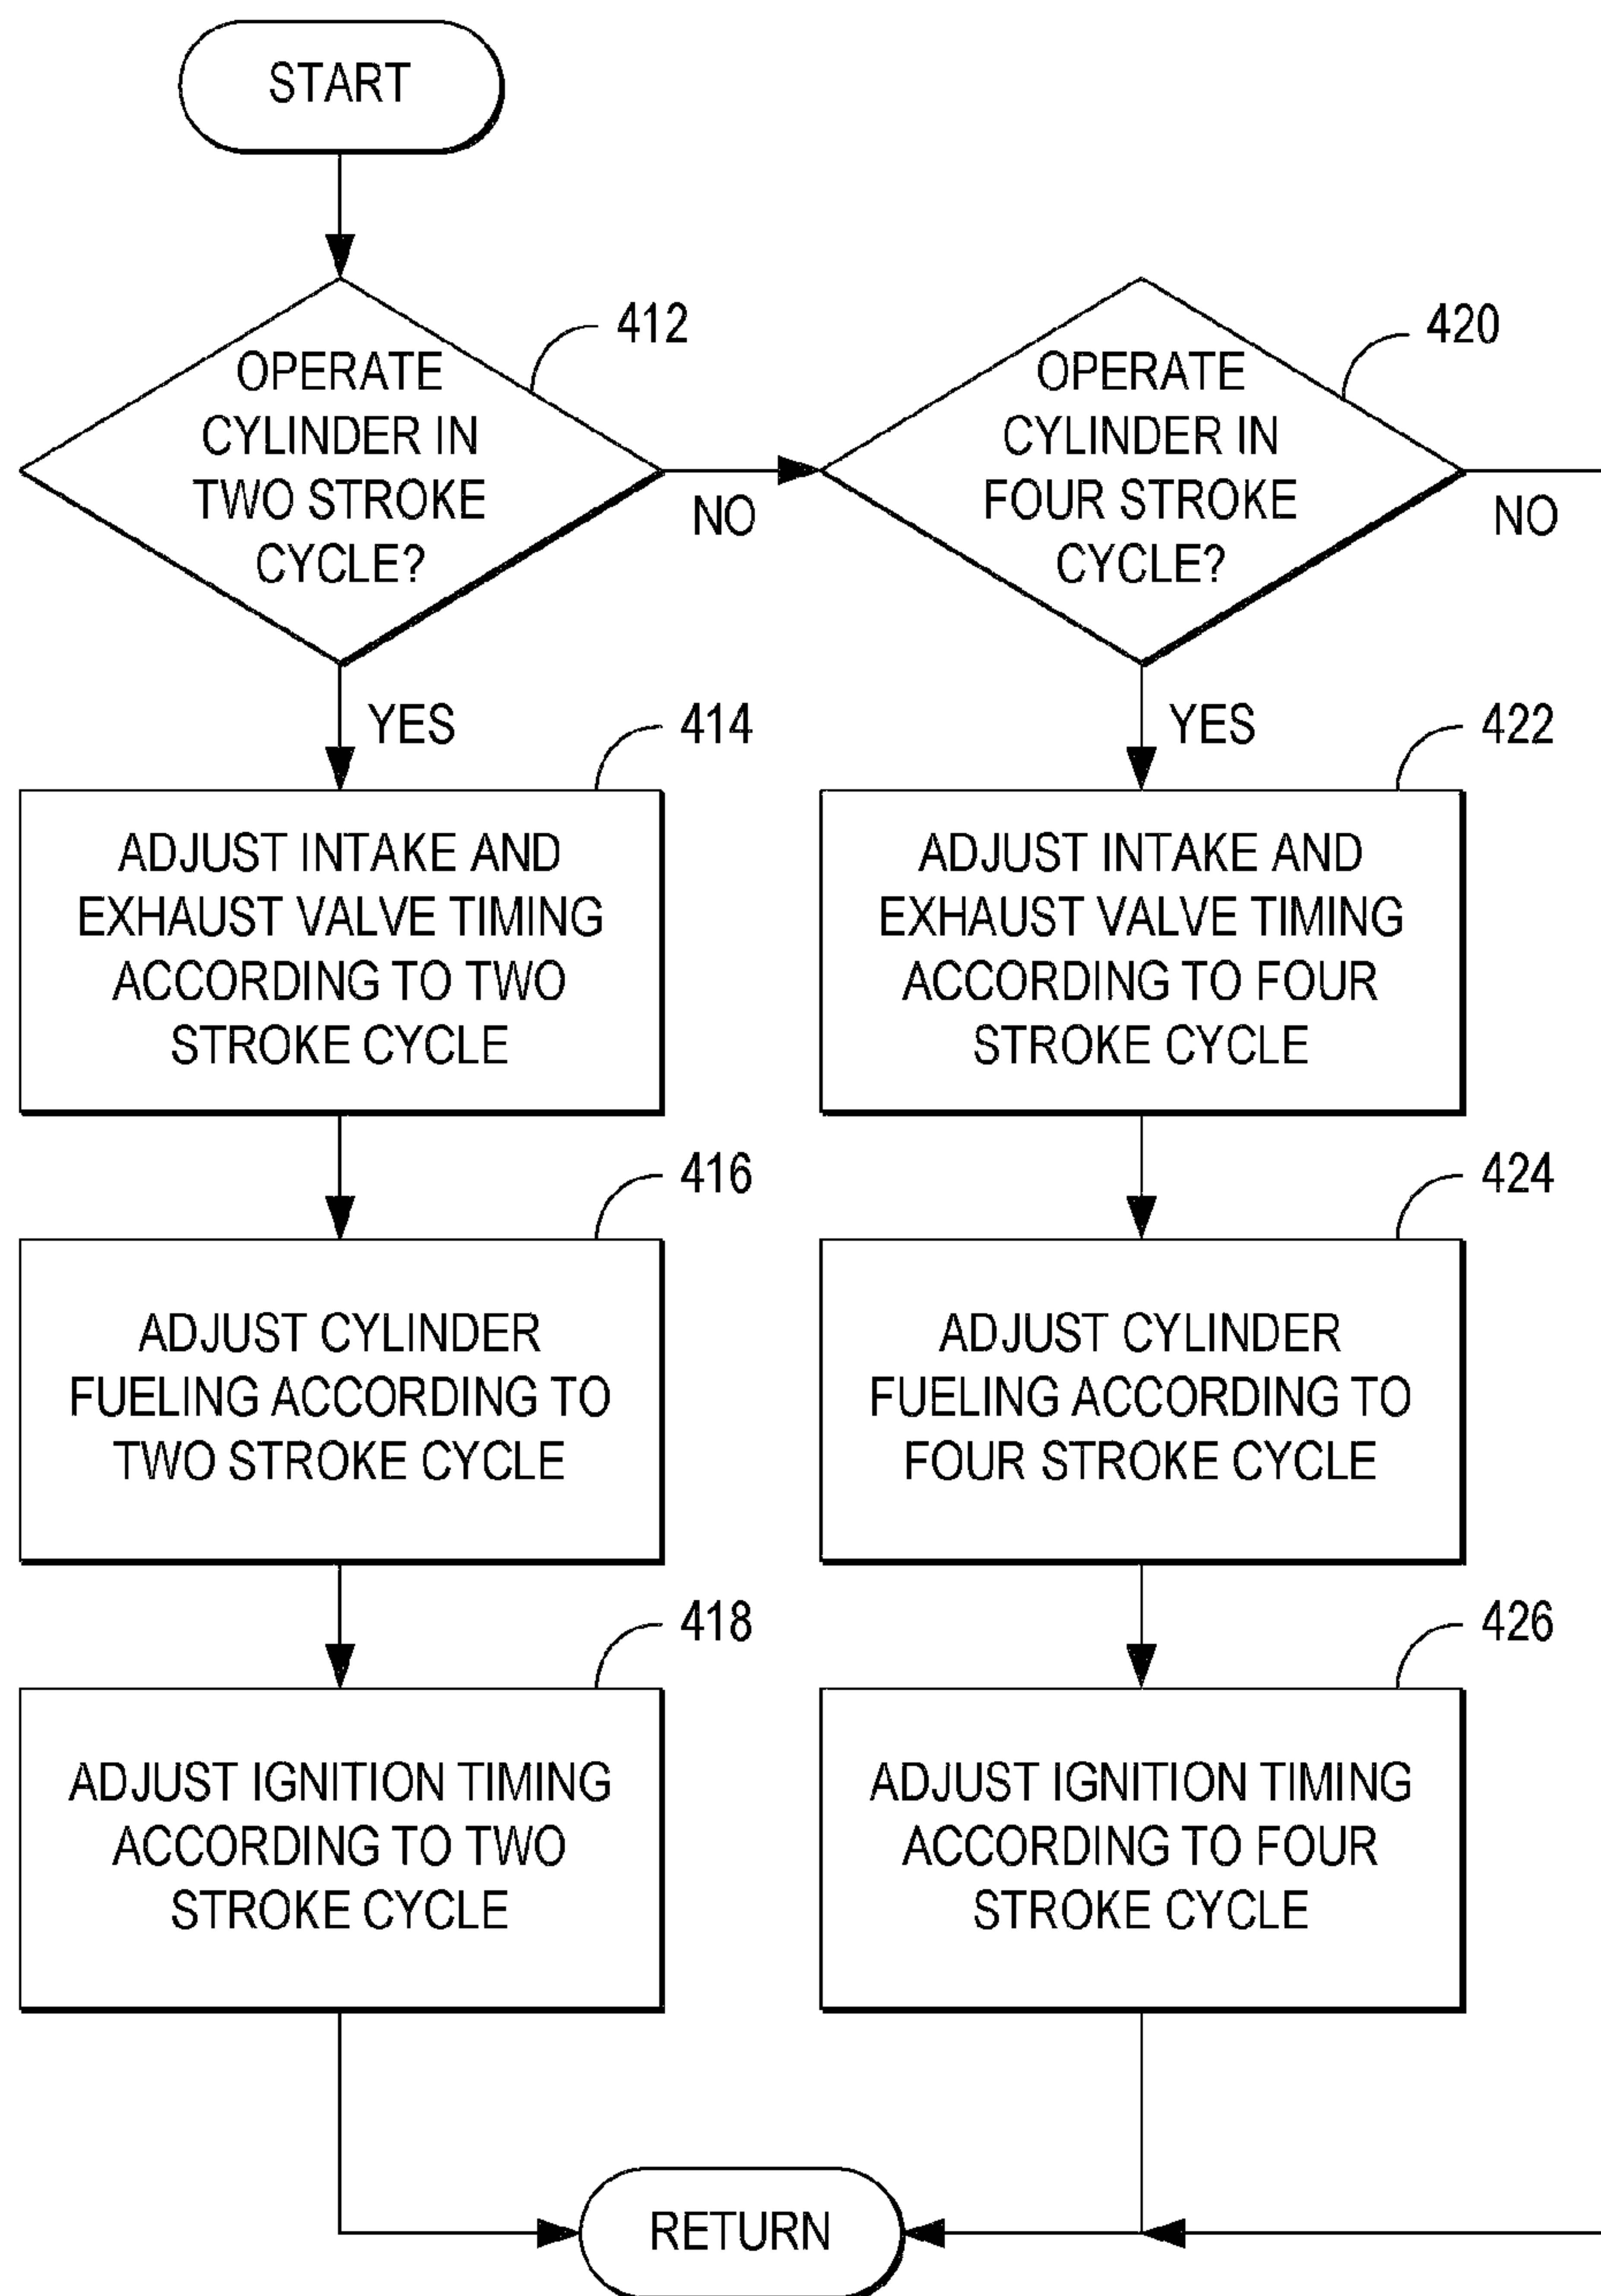 START
412
OPERATE
CYLINDER IN
TWO STROKE
CYCLE?
NO
420
OPERATE
CYLINDER IN
FOUR STROKE
CYCLE?
NO
YES
414
ADJUST INTAKE AND
EXHAUST VALVE TIMING
ACCORDING TO TWO
STROKE CYCLE
YES
422
ADJUST INTAKE AND
EXHAUST VALVE TIMING
ACCORDING TO FOUR
STROKE CYCLE
416
ADJUST CYLINDER
FUELING ACCORDING TO
TWO STROKE CYCLE
424
ADJUST CYLINDER
FUELING ACCORDING TO
FOUR STROKE CYCLE
418
ADJUST IGNITION TIMING
ACCORDING TO TWO
STROKE CYCLE
426
ADJUST IGNITION TIMING
ACCORDING TO FOUR
STROKE CYCLE
RETURN